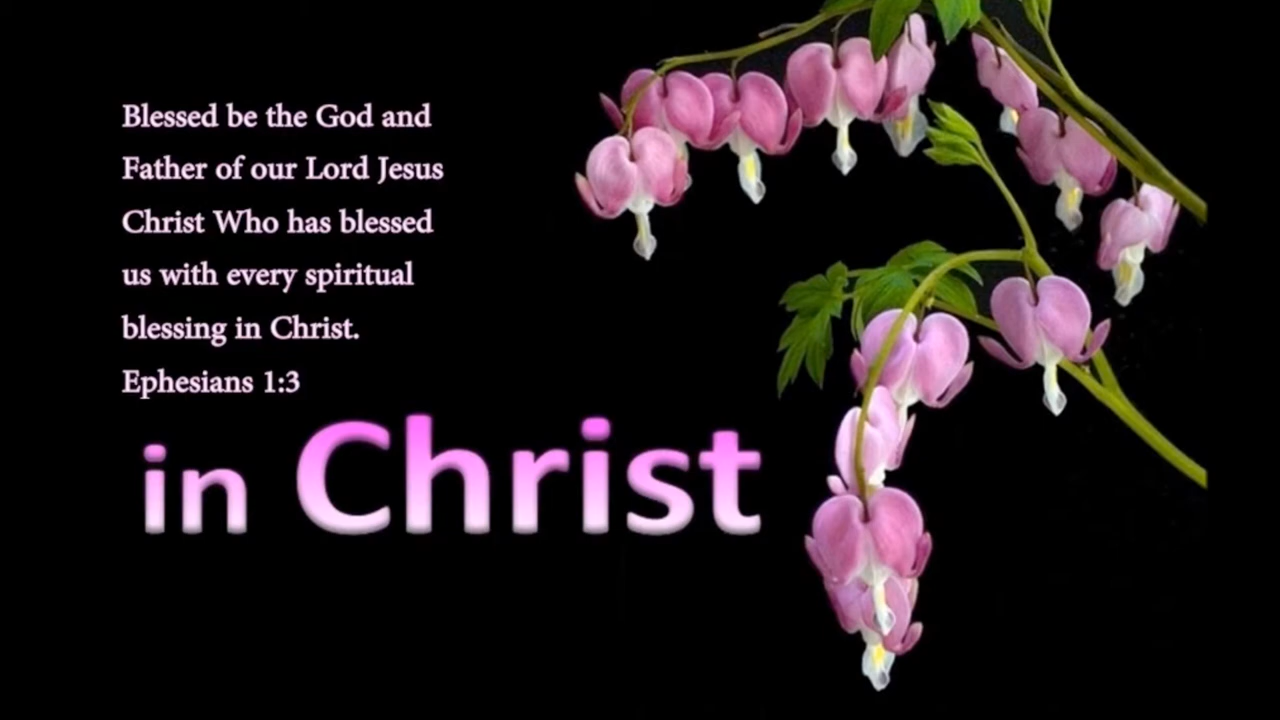 Blessed be the God and
Father of our Lord Jesus
Christ Who has blessed
us with every spiritual
blessing in Christ.
Ephesians 1:3
in Christ